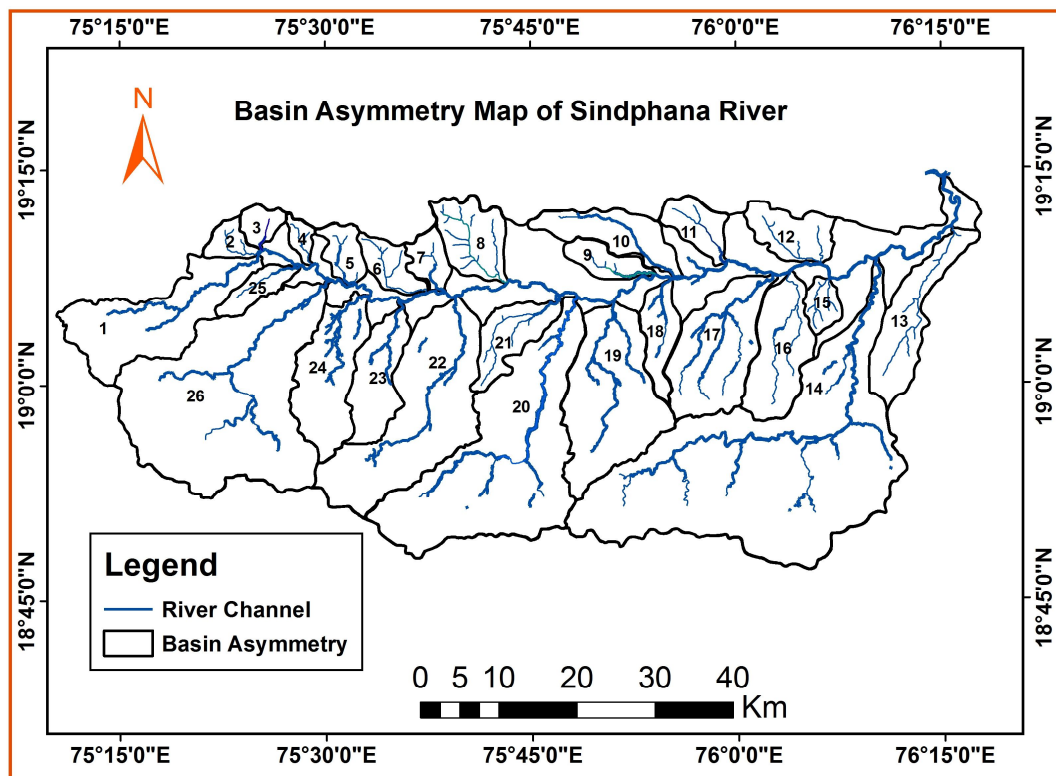 75°15'0"E 75°30'0"E 75°45'0"E 76°0'0"E 76°15'0"E
N
Basin Asymmetry Map of Sindphana River
19°15'0"N 19°15'0"N
3
2 4 5 6 7 8 9 10 11 12
25
1 26 24 23 22 21 20 19 18 17 16 15 14 13
19°0'0"N 19°0'0"N
Legend
River Channel
Basin Asymmetry
18°45'0"N 18°45'0"N
0 5 10 20 30 40
Km
75°15'0"E 75°30'0"E 75°45'0"E 76°0'0"E 76°15'0"E